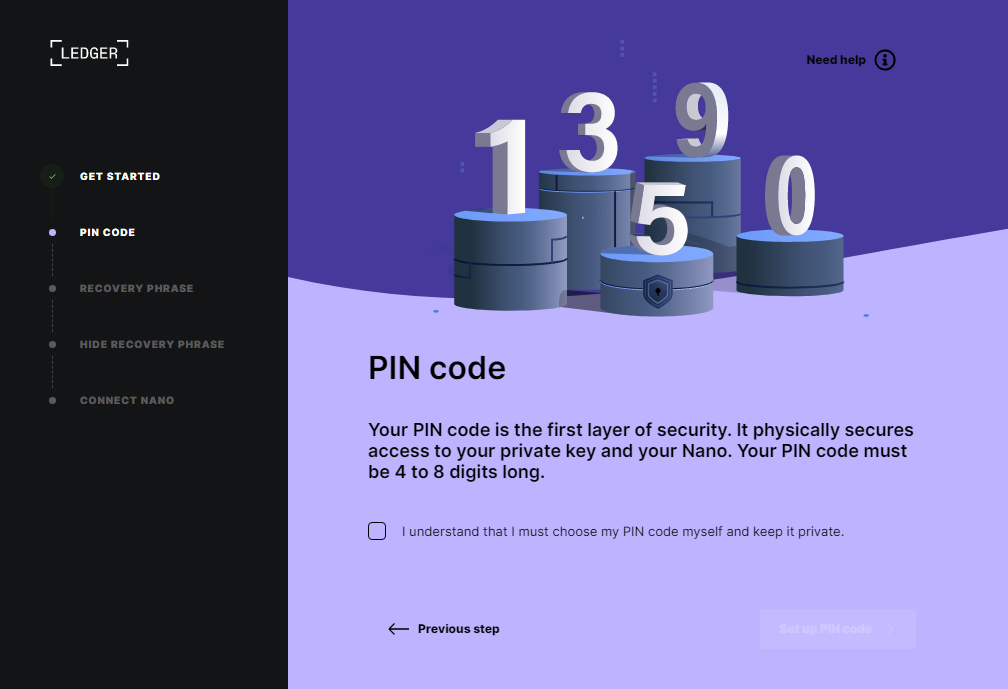 LEDGER
Need help
GET STARTED
PIN CODE
RECOVERY PHRASE
HIDE RECOVERY PHRASE
CONNECT NANO
1 3 9 5 0
PIN code
Your PIN code is the first layer of security. It physically secures
access to your private key and your Nano. Your PIN code must
be 4 to 8 digits long.
I understand that I must choose my PIN code myself and keep it private.
Previous step
Set up PIN code